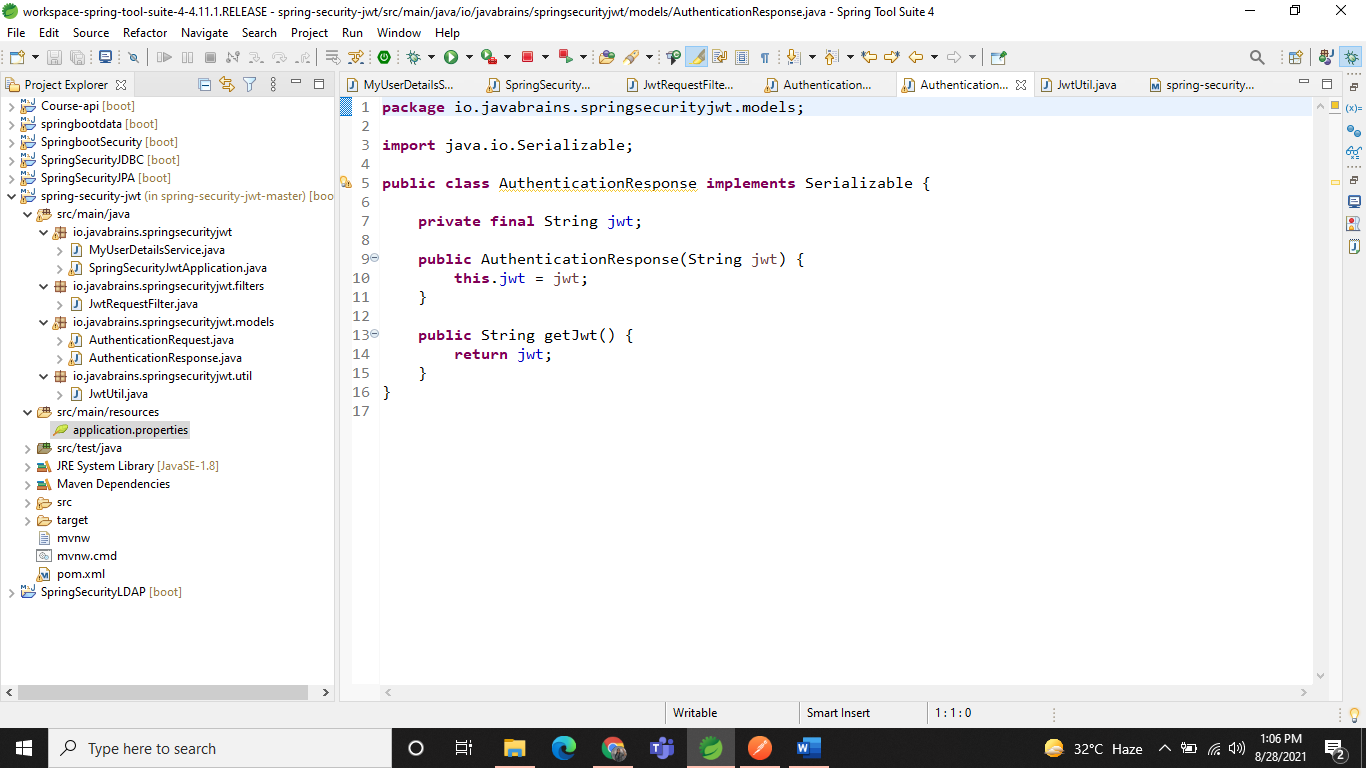 workspace-spring-tool-suite-4-4.11.1.RELEASE - spring-security-jwt/src/main/java/io/javabrains/springsecurityjwt/models/AuthenticationResponse.java - Spring Tool Suite 4
File Edit Source Refactor Navigate Search Project Run Window Help
Project Explorer
MyUserDetailsS... SpringSecurity... JwtRequestFilte... Authentication... Authentication... JwtUtil.java spring-security...
Course-api [boot]
springbootdata [boot]
SpringbootSecurity [boot]
SpringSecurityJDBC [boot]
SpringSecurityJPA [boot]
spring-security-jwt (in spring-security-jwt-master) [boo
src/main/java
io.javabrains.springsecurityjwt
MyUserDetailsService.java
SpringSecurityJwtApplication.java
io.javabrains.springsecurityjwt.filters
JwtRequestFilter.java
io.javabrains.springsecurityjwt.models
AuthenticationRequest.java
AuthenticationResponse.java
io.javabrains.springsecurityjwt.util
JwtUtil.java
src/main/resources
application.properties
src/test/java
JRE System Library [JavaSE-1.8]
Maven Dependencies
src
target
mvnw
mvnw.cmd
pom.xml
SpringSecurityLDAP [boot]
1 package io.javabrains.springsecurityjwt.models;
2
3 import java.io.Serializable;
4
5 public class AuthenticationResponse implements Serializable {
6
7 private final String jwt;
8
9 public AuthenticationResponse(String jwt) {
10 this.jwt = jwt;
11 }
12
13 public String getJwt() {
14 return jwt;
15 }
16 }
17
Writable Smart Insert 1 : 1 : 0
Type here to search
32°C Haze
1:06 PM
8/28/2021
2